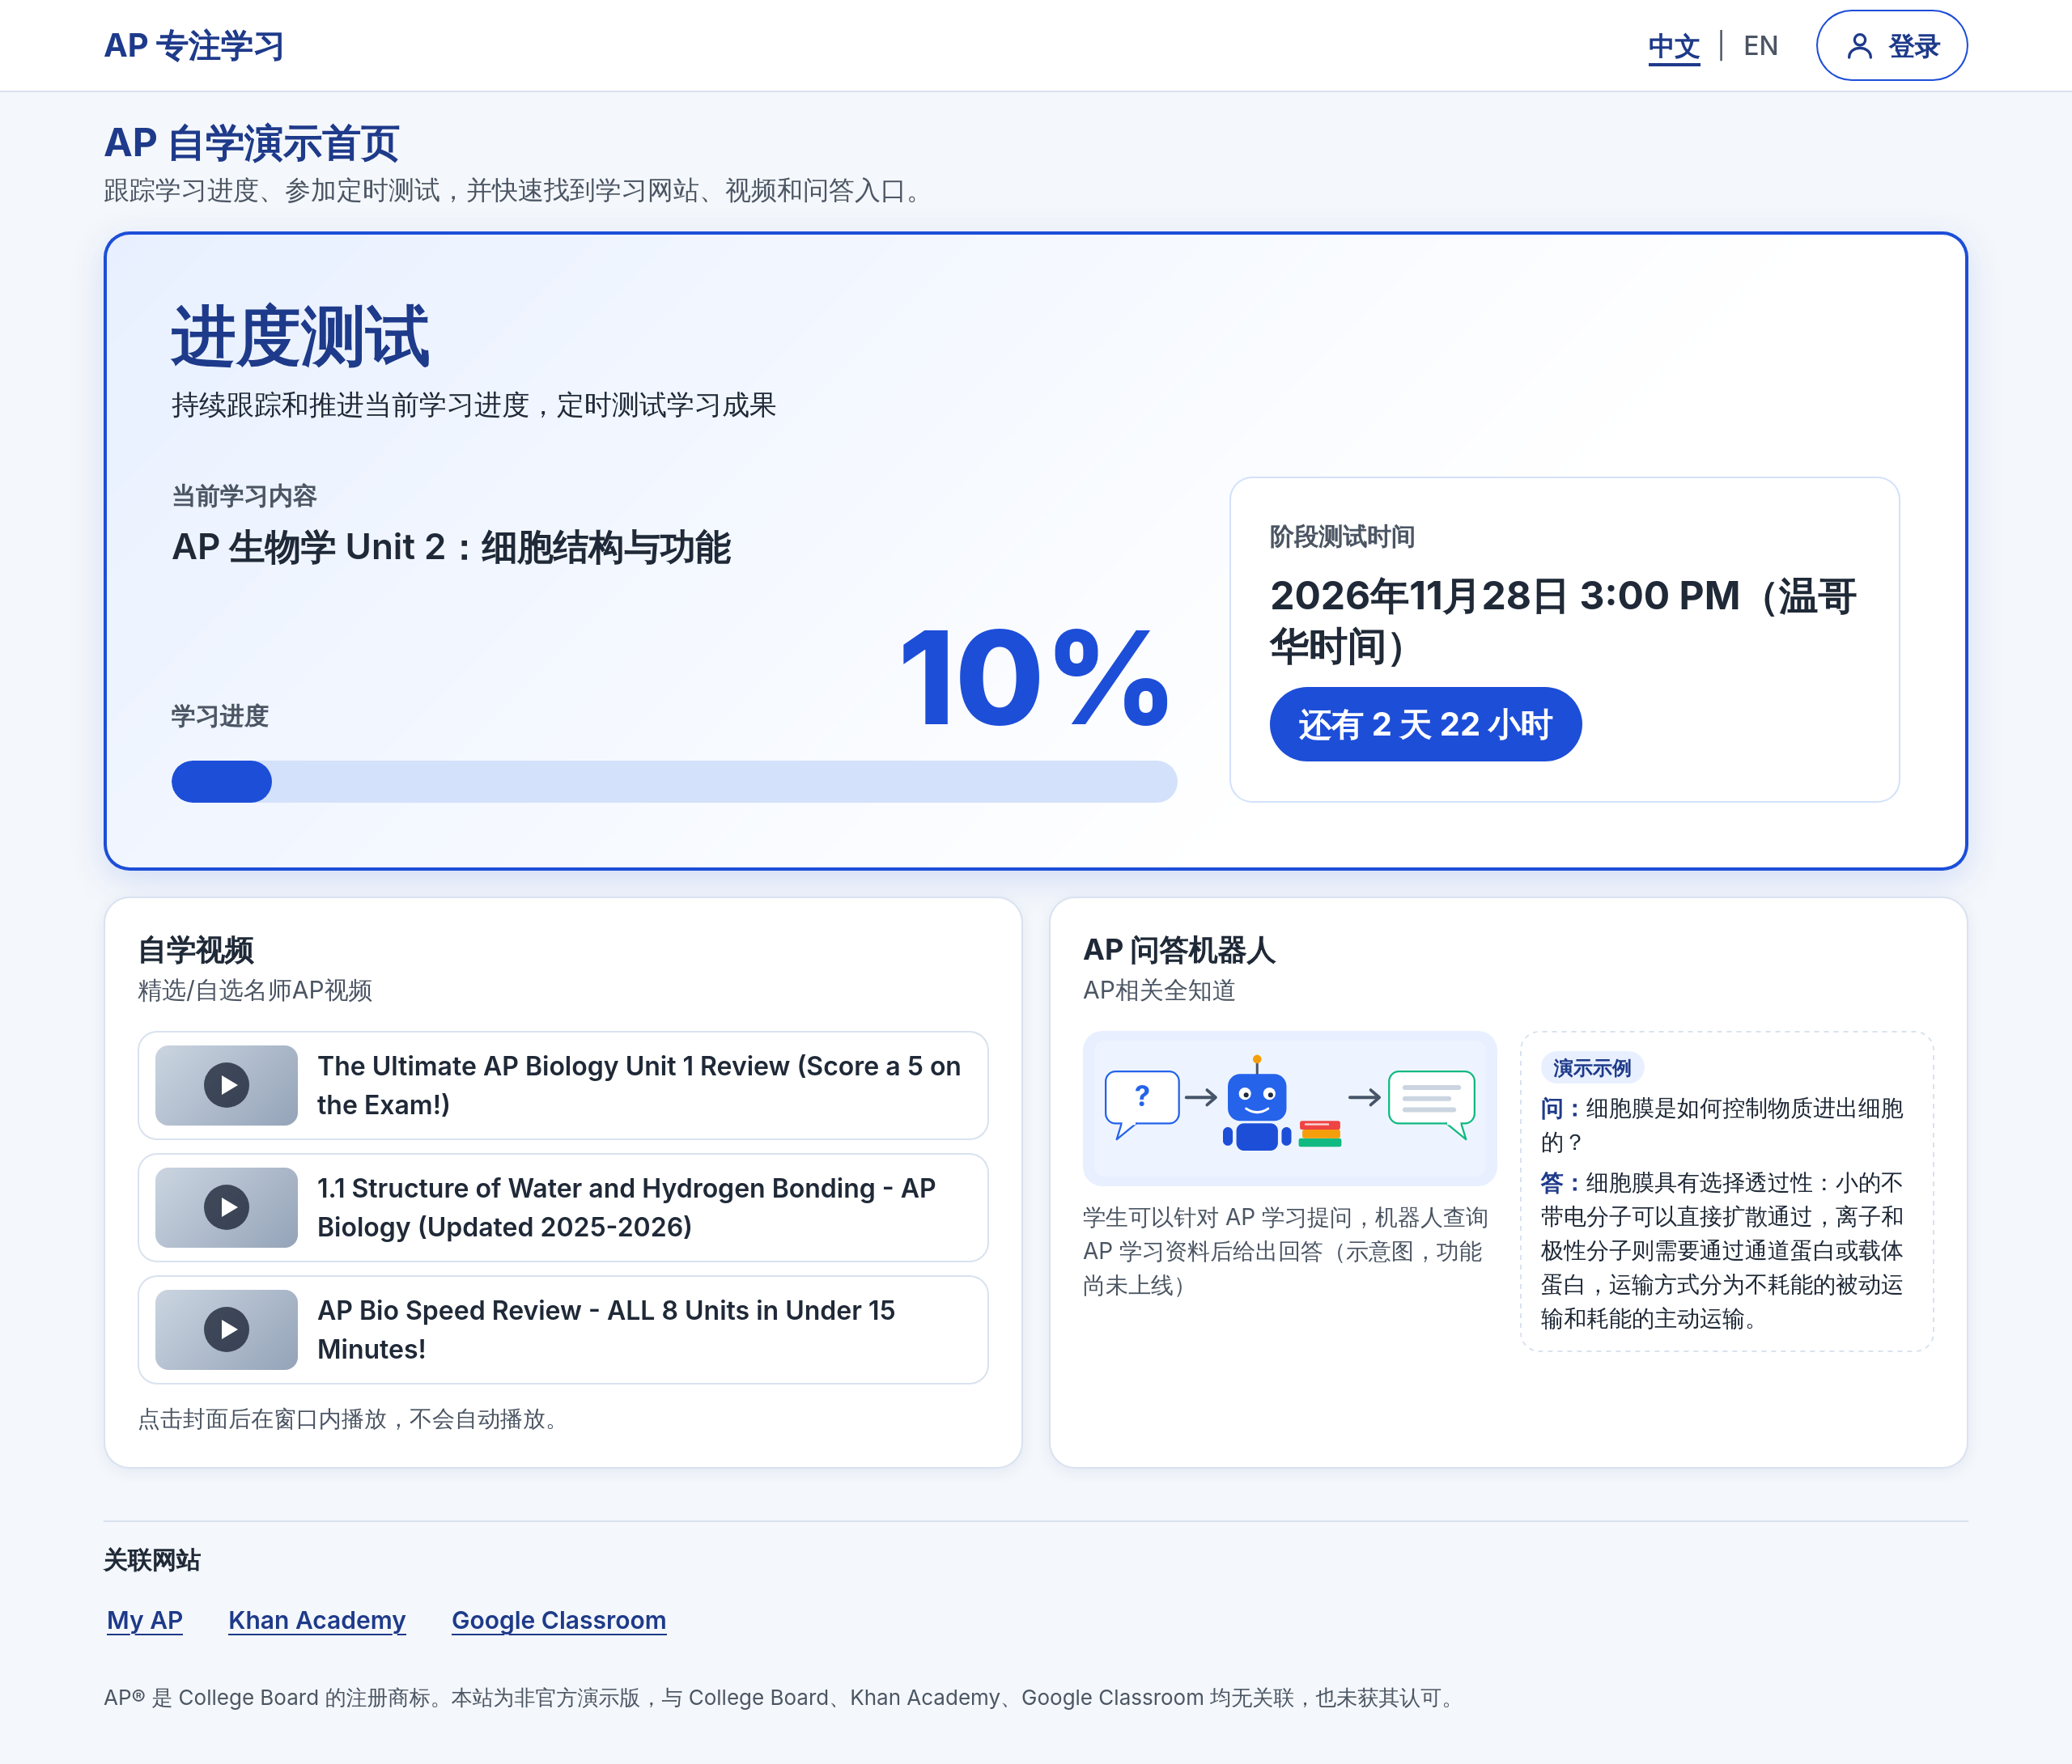 AP 专注学习
中文 | EN
登录
AP 自学演示首页
跟踪学习进度、参加定时测试，并快速找到学习网站、视频和问答入口。
进度测试
持续跟踪和推进当前学习进度，定时测试学习成果
当前学习内容
AP 生物学 Unit 2：细胞结构与功能
学习进度
10%
阶段测试时间
2026年11月28日 3:00 PM（温哥
华时间）
还有 2 天 22 小时
自学视频
精选/自选名师AP视频
The Ultimate AP Biology Unit 1 Review (Score a 5 on
the Exam!)
1.1 Structure of Water and Hydrogen Bonding - AP
Biology (Updated 2025-2026)
AP Bio Speed Review - ALL 8 Units in Under 15
Minutes!
点击封面后在窗口内播放，不会自动播放。
AP 问答机器人
AP相关全知道
?
学生可以针对 AP 学习提问，机器人查询
AP 学习资料后给出回答（示意图，功能
尚未上线）
演示示例
问：细胞膜是如何控制物质进出细胞
的？
答：细胞膜具有选择透过性：小的不
带电分子可以直接扩散通过，离子和
极性分子则需要通过通道蛋白或载体
蛋白，运输方式分为不耗能的被动运
输和耗能的主动运输。
关联网站
My AP
Khan Academy
Google Classroom
AP® 是 College Board 的注册商标。本站为非官方演示版，与 College Board、Khan Academy、Google Classroom 均无关联，也未获其认可。